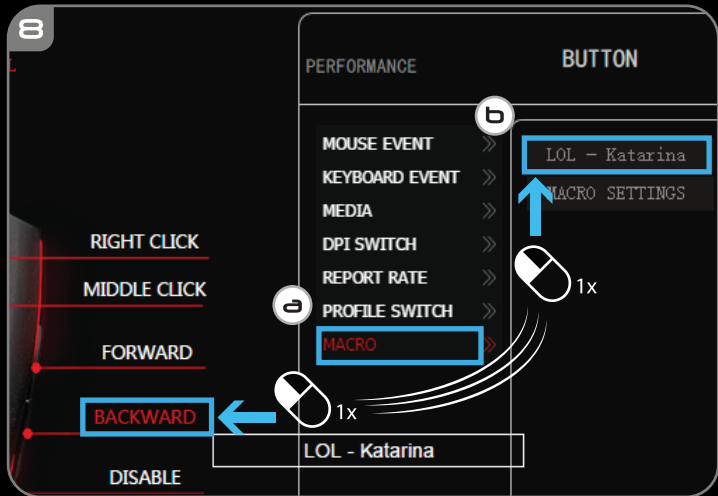 8
L
PERFORMANCE
BUTTON
b
MOUSE EVENT
KEYBOARD EVENT
MEDIA
DPI SWITCH
REPORT RATE
PROFILE SWITCH
MACRO
a
LOL - Katarina
MACRO SETTINGS
1x
RIGHT CLICK
MIDDLE CLICK
FORWARD
BACKWARD
1x
LOL - Katarina
DISABLE